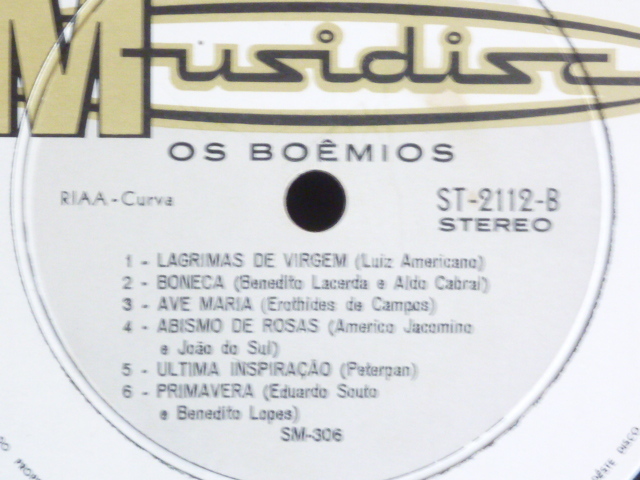 Musidisc
OS BOÊMIOS
RIAA - Curva
ST-2112-B
STEREO
1 - LAGRIMAS DE VIRGEM (Luiz Americano)
2 - BONECA (Benedito Lacerda e Aldo Cabral)
3 - AVE MARIA (Erothides de Campos)
4 - ABISMO DE ROSAS (Americo Jacomino
e João do Sul)
5 - ULTIMA INSPIRAÇÃO (Peterpan)
6 - PRIMAVERA (Eduardo Souto
e Benedito Lopes)
SM-306
DISCO